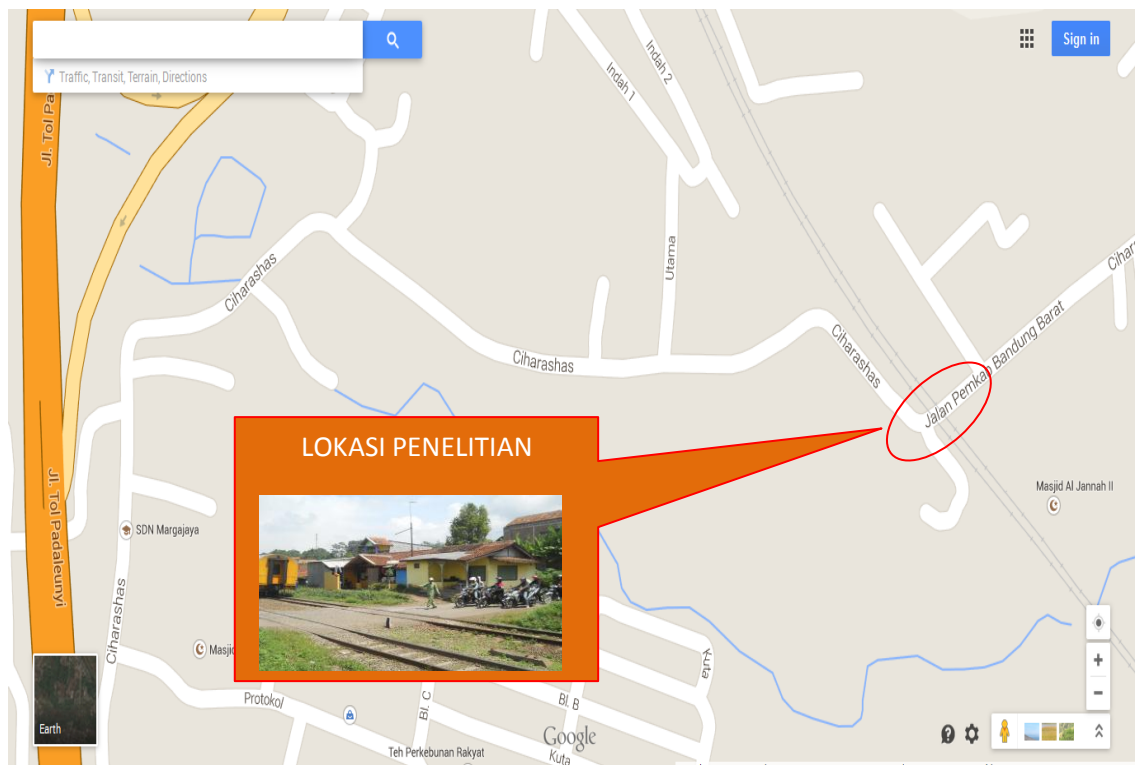 Sign in
Traffic, Transit, Terrain, Directions
Jl. Tol Pa
Indah 1
Indah 2
Utama
Ciharashas
Ciharashas
Ciharashas
Cihar
Jalan Pemkab Bandung Barat
LOKASI PENELITIAN
Masjid Al Jannah II
SDN Margajaya
Jl. Tol Padaleunyi
Ciharashas
Masjid
Kuta
Protokol
Bl. C
Bl. B
Earth
Teh Perkebunan Rakyat
Google
Kuta